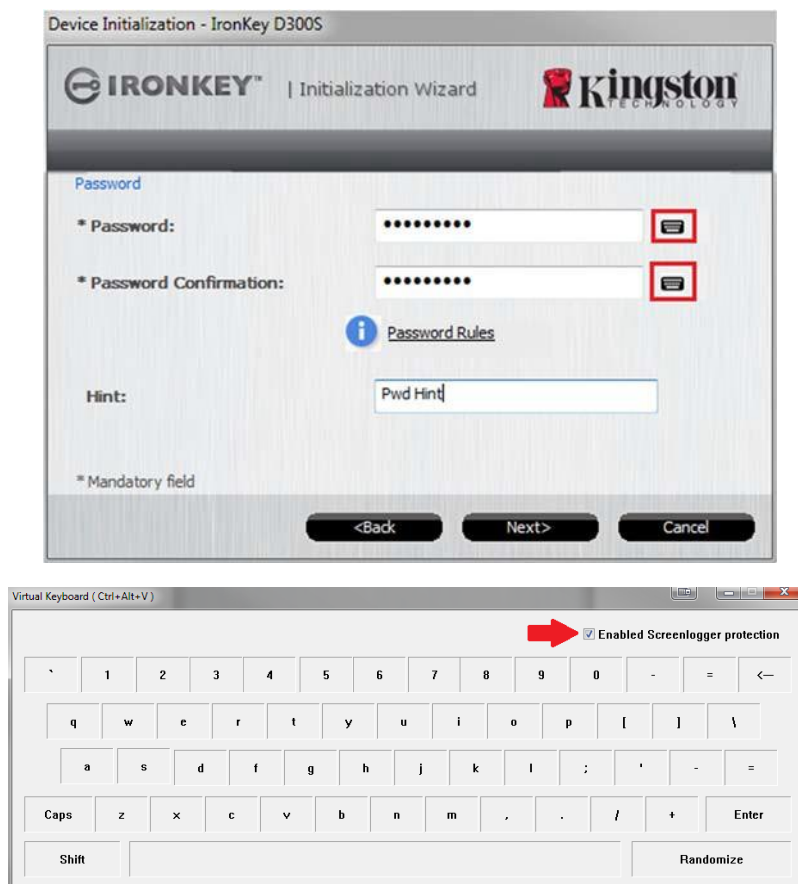 Device Initialization - IronKey D300S
IRONKEY™ | Initialization Wizard Kingston TECHNOLOGY
Password
* Password: •••••••••
* Password Confirmation: •••••••••
i Password Rules
Hint: Pwd Hint
* Mandatory field
<Back Next> Cancel
Virtual Keyboard ( Ctrl+Alt+V )
Enabled Screenlogger protection
` 1 2 3 4 5 6 7 8 9 0 - = <—
q w e r t y u i o p [ ] \
a s d f g h j k l ; ' - =
Caps z x c v b n m , . / + Enter
Shift Randomize